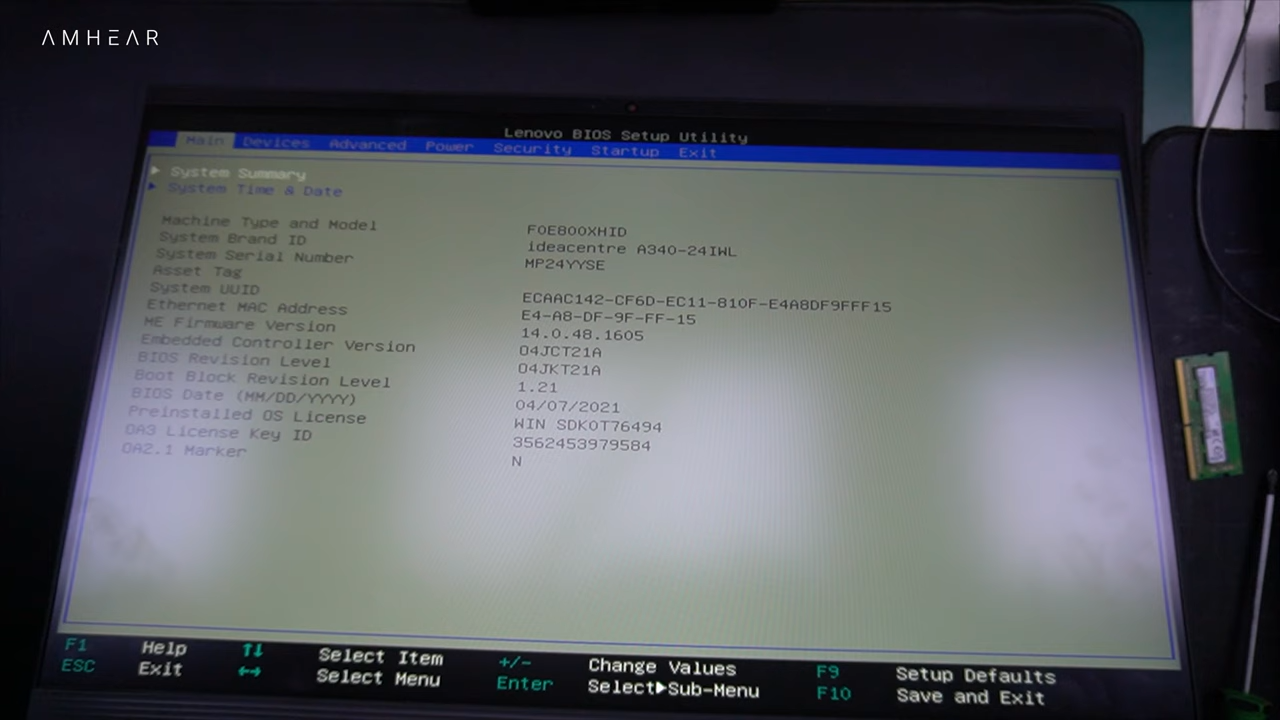 AMHEAR
Lenovo BIOS Setup Utility
Main Devices Advanced Power Security Startup Exit
System Summary
System Time & Date
Machine Type and Model F0E800XHID
System Brand ID ideacentre A340-24IWL
System Serial Number MP24YYSE
Asset Tag
System UUID ECAAC142-CF6D-EC11-810F-E4A8DF9FFF15
Ethernet MAC Address E4-A8-DF-9F-FF-15
ME Firmware Version 14.0.48.1605
Embedded Controller Version O4JCT21A
BIOS Revision Level O4JKT21A
Boot Block Revision Level 1.21
BIOS Date (MM/DD/YYYY) 04/07/2021
Preinstalled OS License WIN SDK0T76494
OA3 License Key ID 3562453979584
OA2.1 Marker N
F1 Help ↑↓ Select Item +/- Change Values F9 Setup Defaults
ESC Exit ←→ Select Menu Enter Select▶Sub-Menu F10 Save and Exit